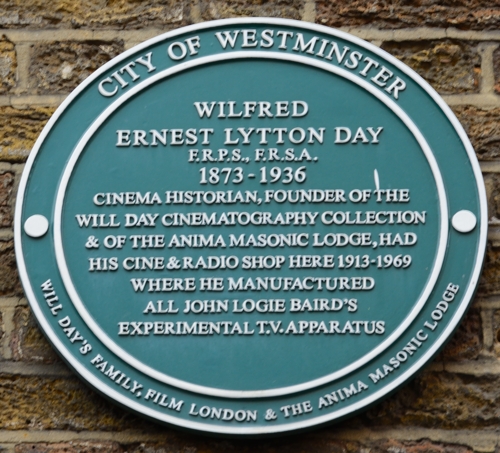 CITY OF WESTMINSTER
WILFRED
ERNEST LYTTON DAY
F.R.P.S., F.R.S.A.
1873-1936
CINEMA HISTORIAN, FOUNDER OF THE
WILL DAY CINEMATOGRAPHY COLLECTION
& OF THE ANIMA MASONIC LODGE, HAD
HIS CINE & RADIO SHOP HERE 1913-1969
WHERE HE MANUFACTURED
ALL JOHN LOGIE BAIRD'S
EXPERIMENTAL T.V. APPARATUS
WILL DAY'S FAMILY, FILM LONDON & THE ANIMA MASONIC LODGE